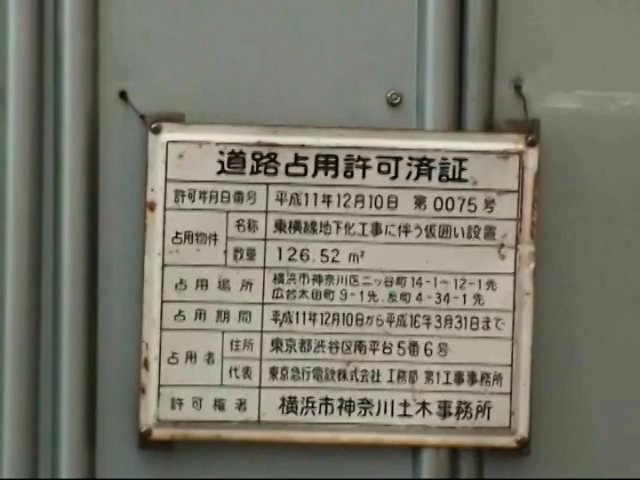 道路占用許可済証
許可年月日番号 平成11年12月10日 第0075号
占用物件 名称 東横線地下化工事に伴う仮囲い設置
数量 126.52 m²
占用場所 横浜市神奈川区二ッ谷町14-1～12-1先
広台太田町9-1先、反町4-34-1先
占用期間 平成11年12月10日から平成16年3月31日まで
占用者 住所 東京都渋谷区南平台5番6号
代表 東京急行電鉄株式会社 工務部 第1工事事務所
許可権者 横浜市神奈川土木事務所